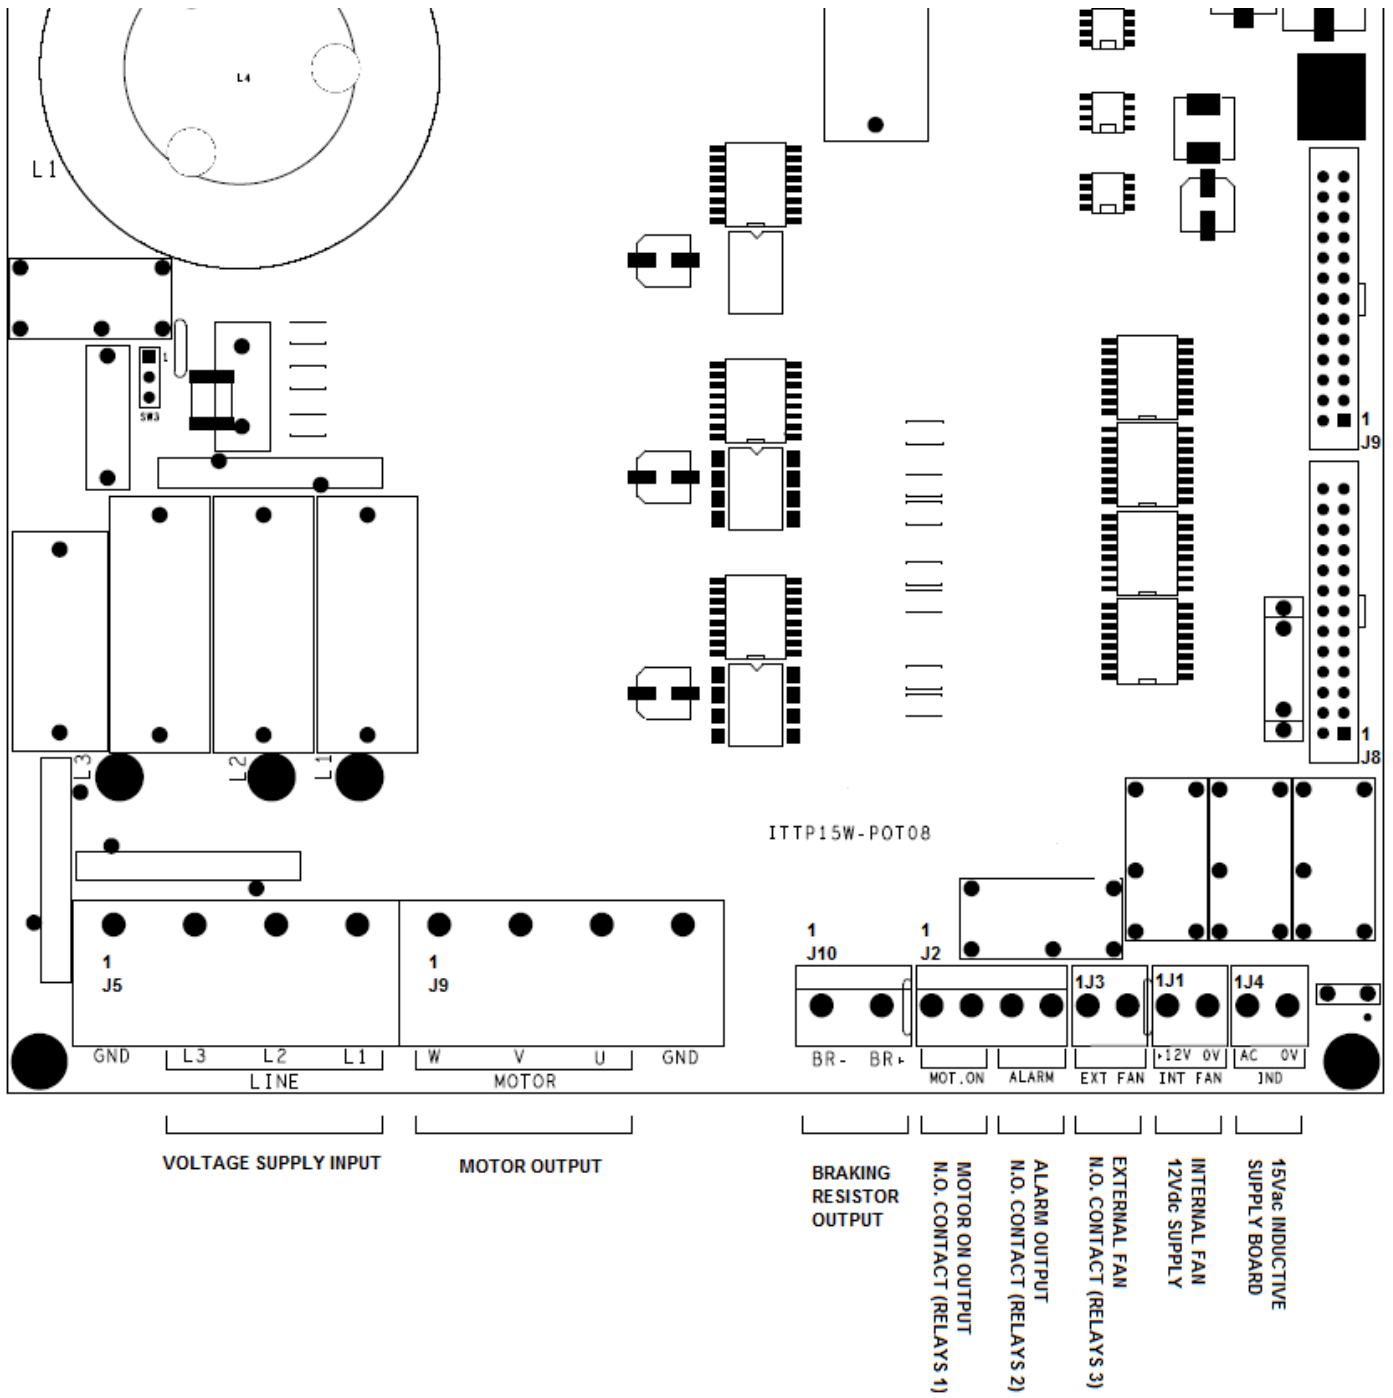 L4
L1
1
SW3
1
J9
1
J8
L3
L2
L1
ITTP15W-POT08
1
J5
1
J9
1
J10
1
J2
1J3
1J1
1J4
GND L3 L2 L1 W V U GND
LINE MOTOR
BR- BR+
+12V 0V AC 0V
MOT.ON ALARM EXT FAN INT FAN IND
VOLTAGE SUPPLY INPUT
MOTOR OUTPUT
BRAKING
RESISTOR
OUTPUT
MOTOR ON OUTPUT
N.O. CONTACT (RELAYS 1)
ALARM OUTPUT
N.O. CONTACT (RELAYS 2)
EXTERNAL FAN
N.O. CONTACT (RELAYS 3)
INTERNAL FAN
12Vdc SUPPLY
15Vac INDUCTIVE
SUPPLY BOARD